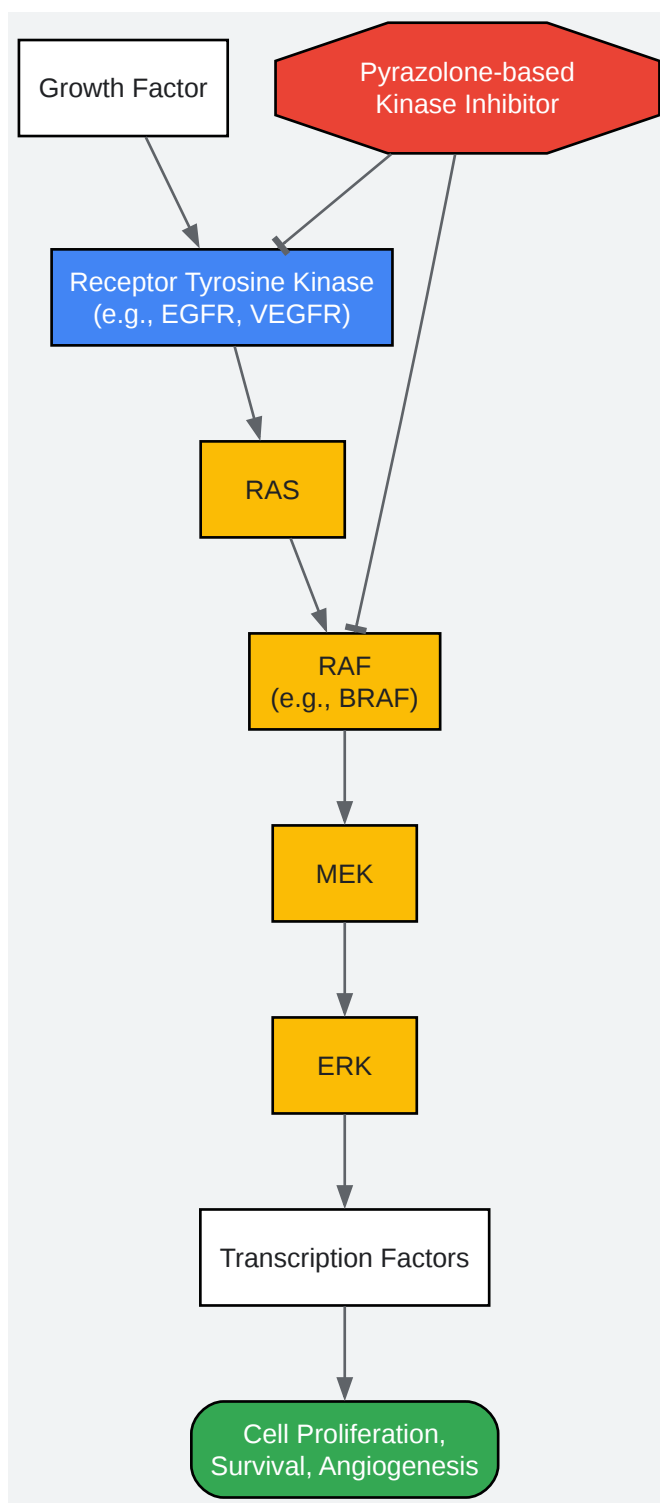 Growth Factor
Pyrazolone-based
Kinase Inhibitor
Receptor Tyrosine Kinase
(e.g., EGFR, VEGFR)
RAS
RAF
(e.g., BRAF)
MEK
ERK
Transcription Factors
Cell Proliferation,
Survival, Angiogenesis